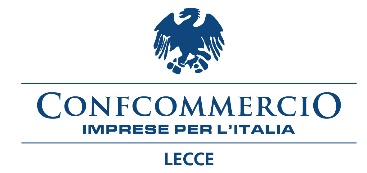 CONFCOMMERCIO
IMPRESE PER L'ITALIA
LECCE